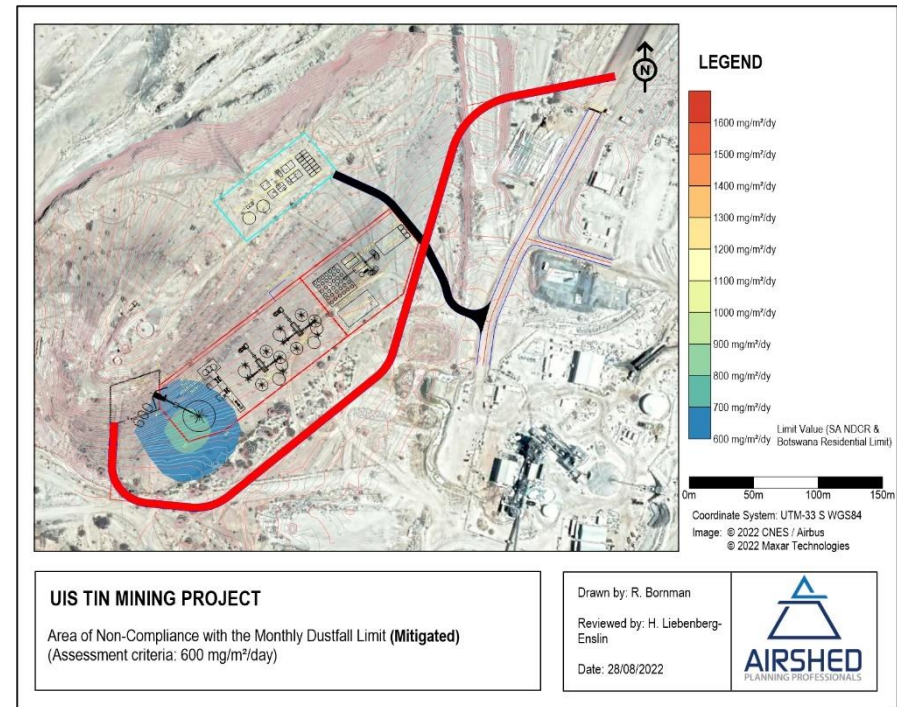 N
LEGEND
1600 mg/m²/dy
1500 mg/m²/dy
1400 mg/m²/dy
1300 mg/m²/dy
1200 mg/m²/dy
1100 mg/m²/dy
1000 mg/m²/dy
900 mg/m²/dy
800 mg/m²/dy
700 mg/m²/dy
600 mg/m²/dy
Limit Value (SA NDCR &
Botswana Residential Limit)
0m 50m 100m 150m
Coordinate System: UTM-33 S WGS84
Image: © 2022 CNES / Airbus
© 2022 Maxar Technologies
UIS TIN MINING PROJECT
Area of Non-Compliance with the Monthly Dustfall Limit (Mitigated)
(Assessment criteria: 600 mg/m²/day)
Drawn by: R. Bornman
Reviewed by: H. Liebenberg-
Enslin
Date: 28/08/2022
AIRSHED
PLANNING PROFESSIONALS